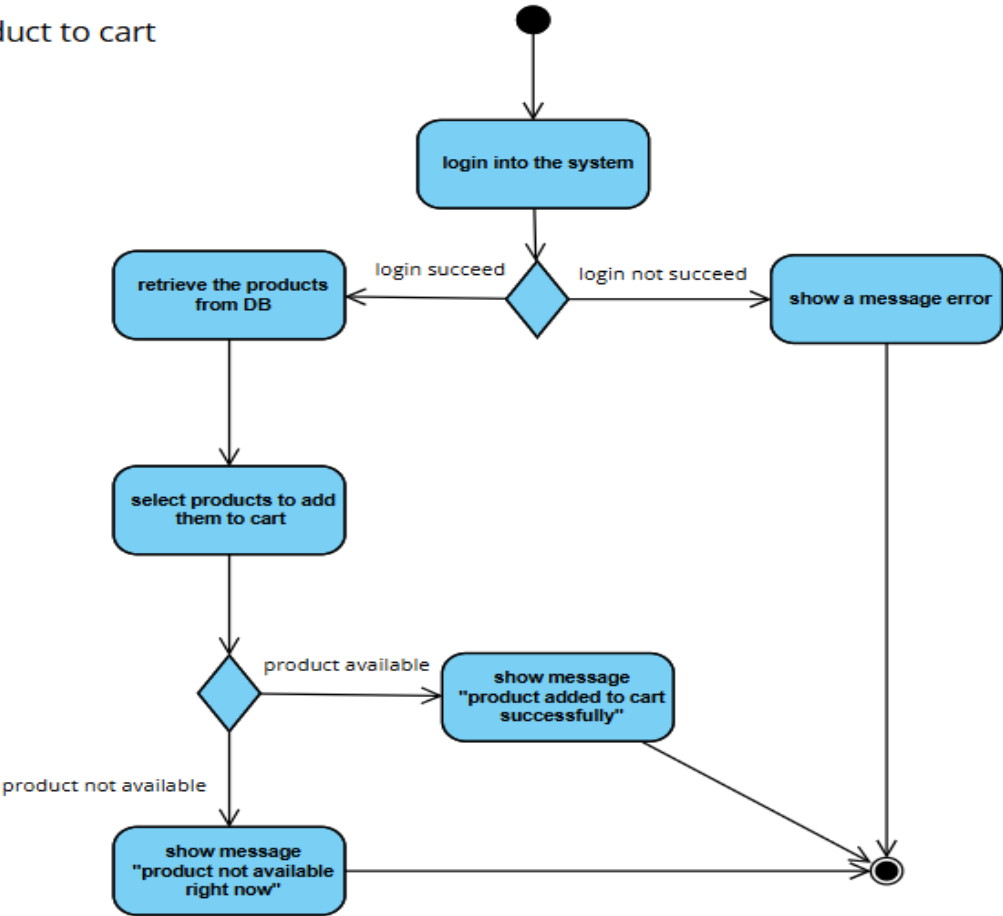 duct to cart
login into the system
login succeed
login not succeed
retrieve the products
from DB
show a message error
select products to add
them to cart
product available
show message
"product added to cart
successfully"
product not available
show message
"product not available
right now"